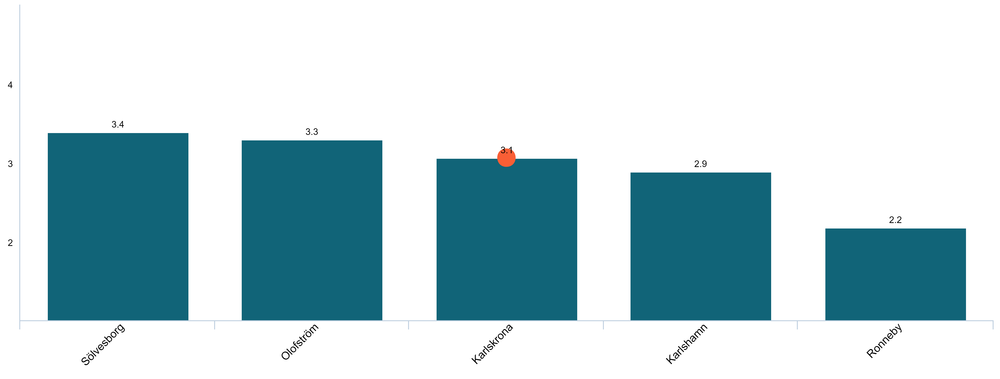 4
3
2
3.4
3.3
3.1
2.9
2.2
Sölvesborg
Olofström
Karlskrona
Karlshamn
Ronneby